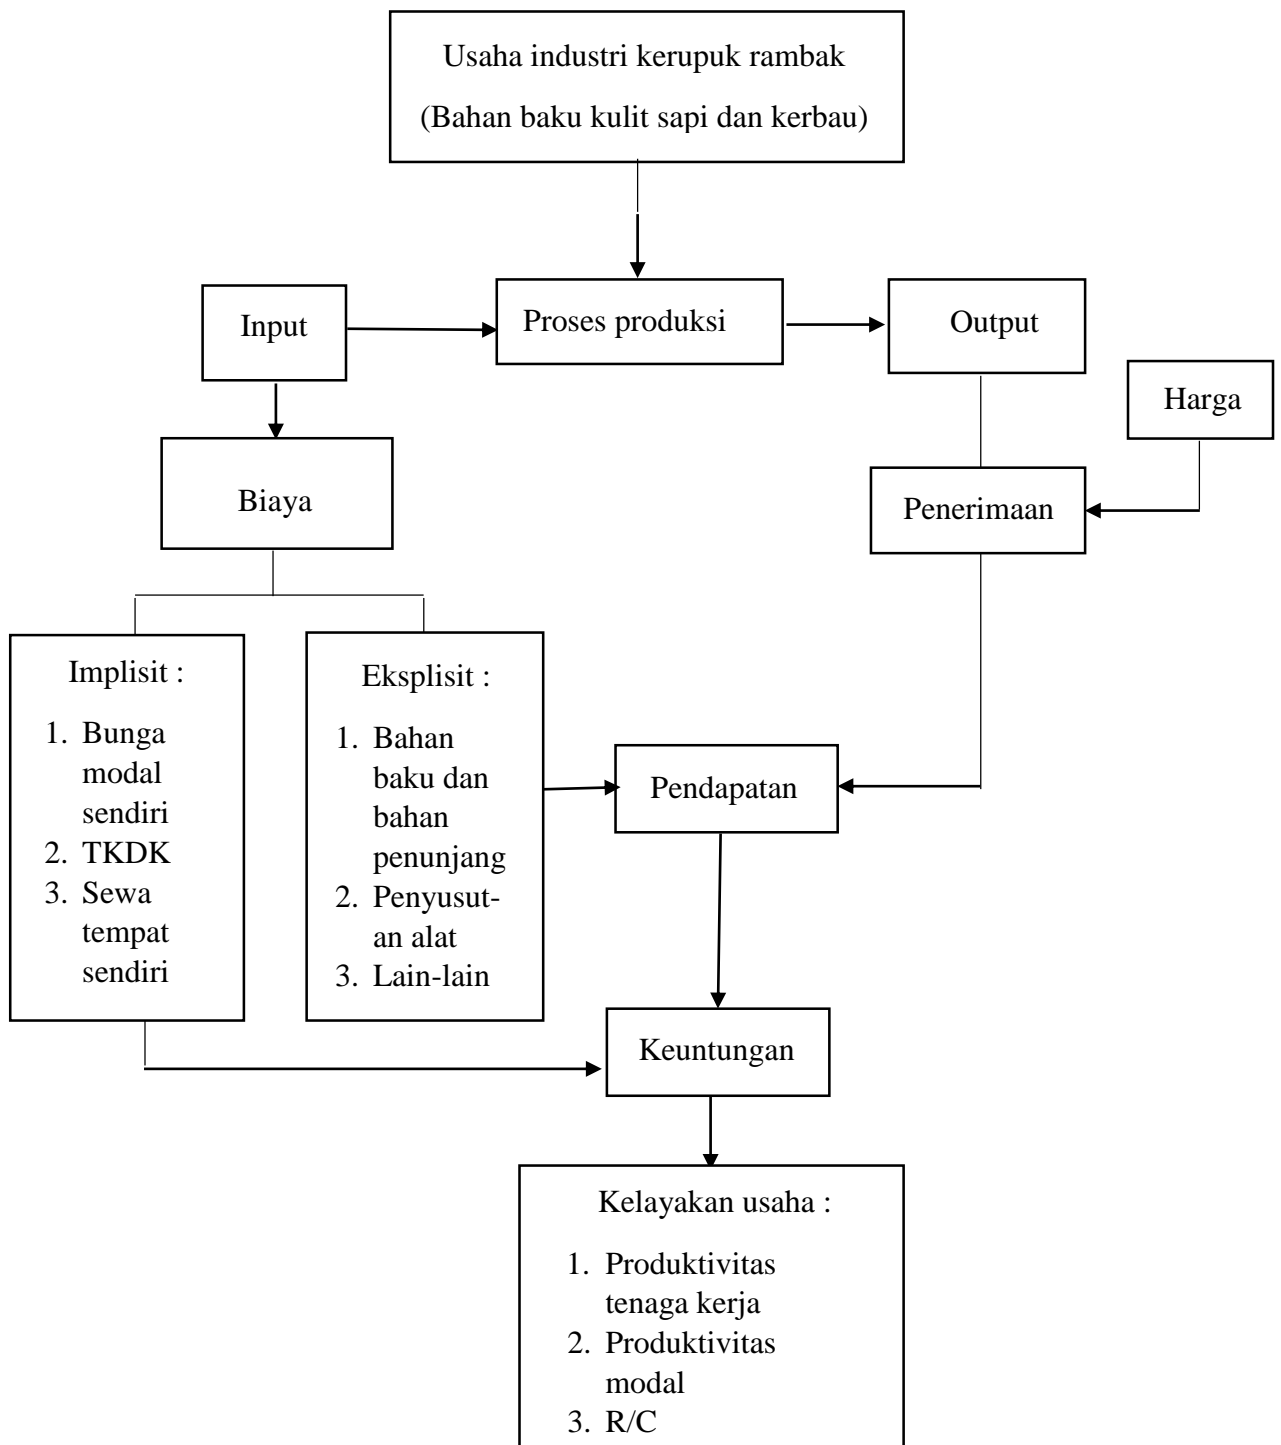 Usaha industri kerupuk rambak
(Bahan baku kulit sapi dan kerbau)
Input
Proses produksi
Output
Harga
Biaya
Penerimaan
Implisit :
1. Bunga
modal
sendiri
2. TKDK
3. Sewa
tempat
sendiri
Eksplisit :
1. Bahan
baku dan
bahan
penunjang
2. Penyusut-
an alat
3. Lain-lain
Pendapatan
Keuntungan
Kelayakan usaha :
1. Produktivitas
tenaga kerja
2. Produktivitas
modal
3. R/C